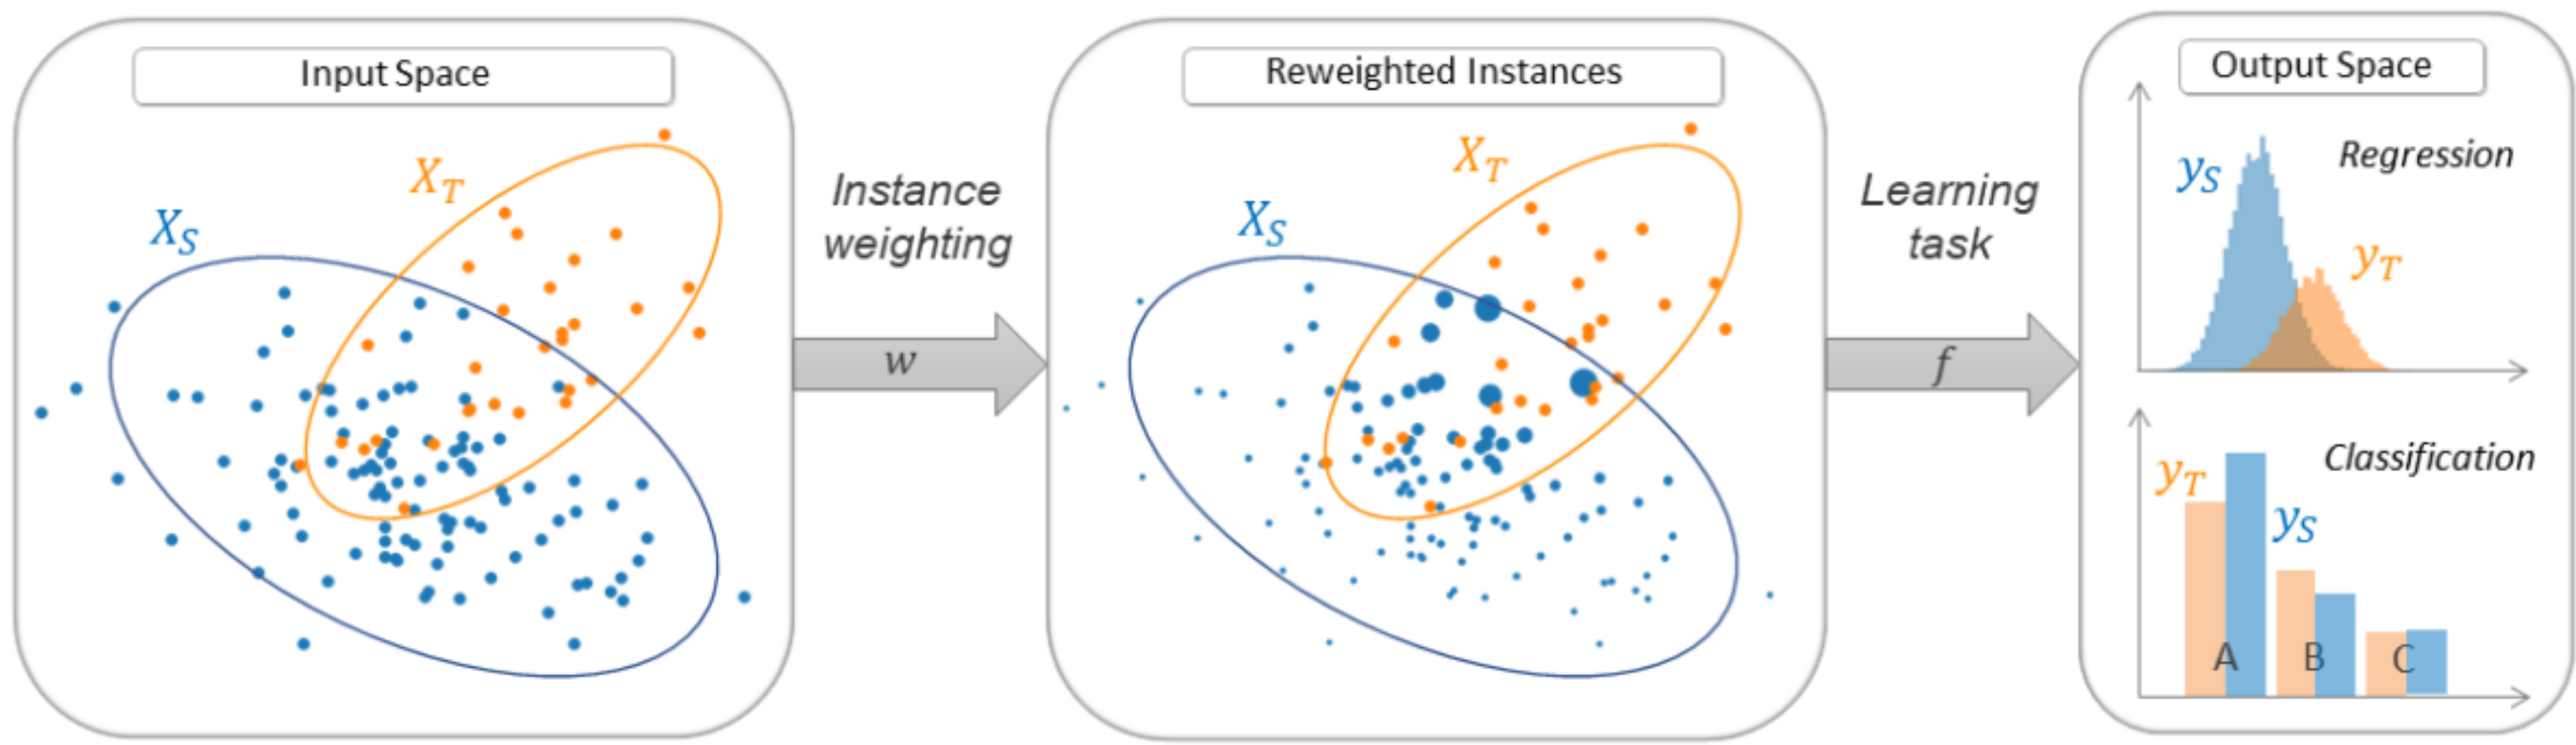 Input Space
X_T
X_S
Instance
weighting
w
Reweighted Instances
X_T
X_S
Learning
task
f
Output Space
Regression
y_S
y_T
Classification
y_T
y_S
A B C